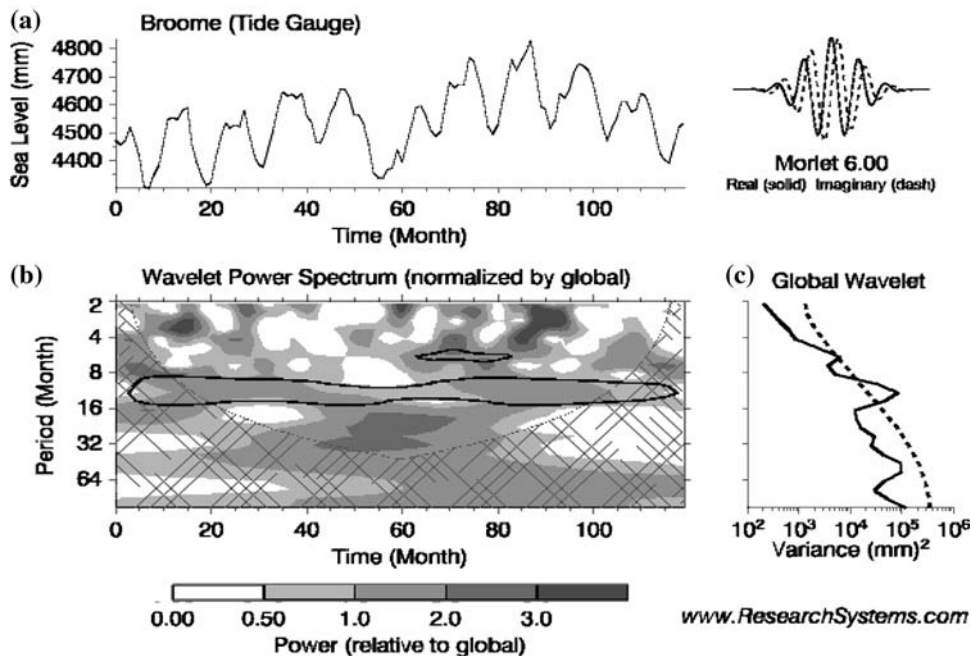 (a) Broome (Tide Gauge)
Sea Level (mm)
4800
4700
4600
4500
4400
0 20 40 60 80 100
Time (Month)
Morlet 6.00
Real (solid) Imaginary (dash)
(b) Wavelet Power Spectrum (normalized by global)
Period (Month)
2
4
8
16
32
64
0 20 40 60 80 100
Time (Month)
(c) Global Wavelet
10² 10³ 10⁴ 10⁵ 10⁶
Variance (mm)²
0.00 0.50 1.0 2.0 3.0
Power (relative to global)
www.ResearchSystems.com